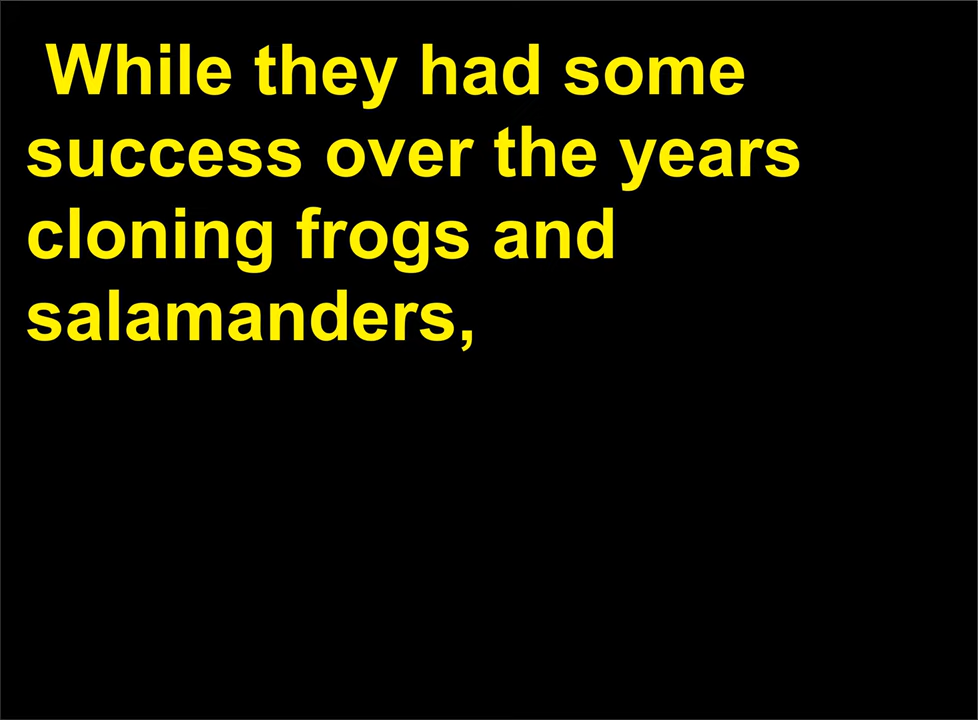 While they had some
success over the years
cloning frogs and
salamanders,